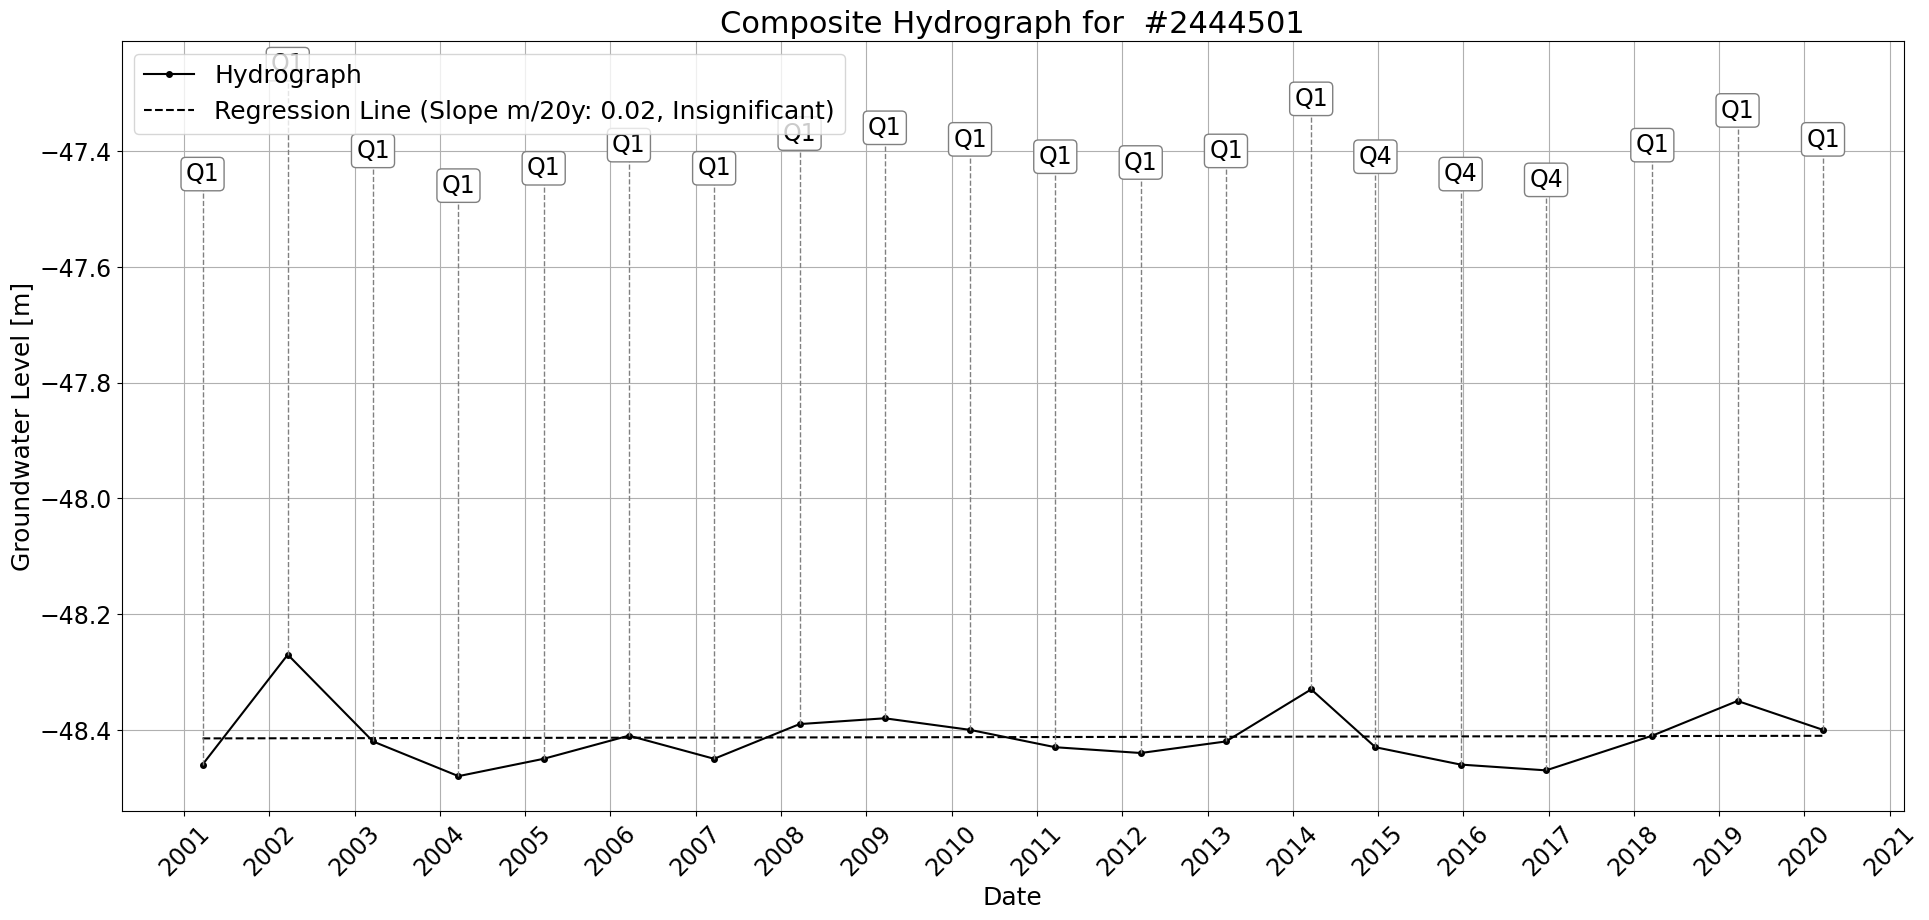 Composite Hydrograph for #2444501
Hydrograph
Regression Line (Slope m/20y: 0.02, Insignificant)
Q1
Q1
Q1
Q1
Q1
Q1
Q1
Q1
Q1
Q1
Q1
Q1
Q1
Q1
Q4
Q4
Q4
Q1
Q1
Q1
Groundwater Level [m]
−47.4
−47.6
−47.8
−48.0
−48.2
−48.4
2001
2002
2003
2004
2005
2006
2007
2008
2009
2010
2011
2012
2013
2014
2015
2016
2017
2018
2019
2020
2021
Date